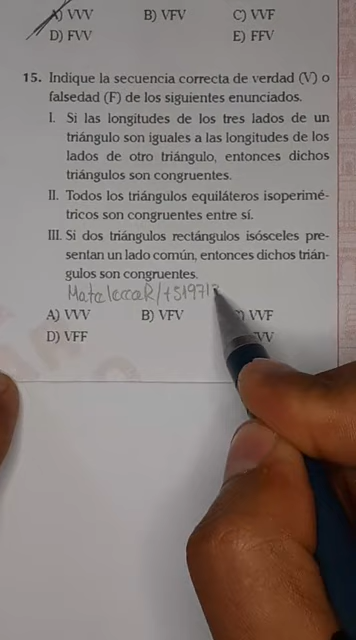 A) VVV B) VFV C) VVF
D) FVV E) FFV
15. Indique la secuencia correcta de verdad (V) o
falsedad (F) de los siguientes enunciados.
I. Si las longitudes de los tres lados de un
triángulo son iguales a las longitudes de los
lados de otro triángulo, entonces dichos
triángulos son congruentes.
II. Todos los triángulos equiláteros isoperimé-
tricos son congruentes entre sí.
III. Si dos triángulos rectángulos isósceles pre-
sentan un lado común, entonces dichos trián-
gulos son congruentes.
A) VVV B) VFV VVF
D) VFF VV